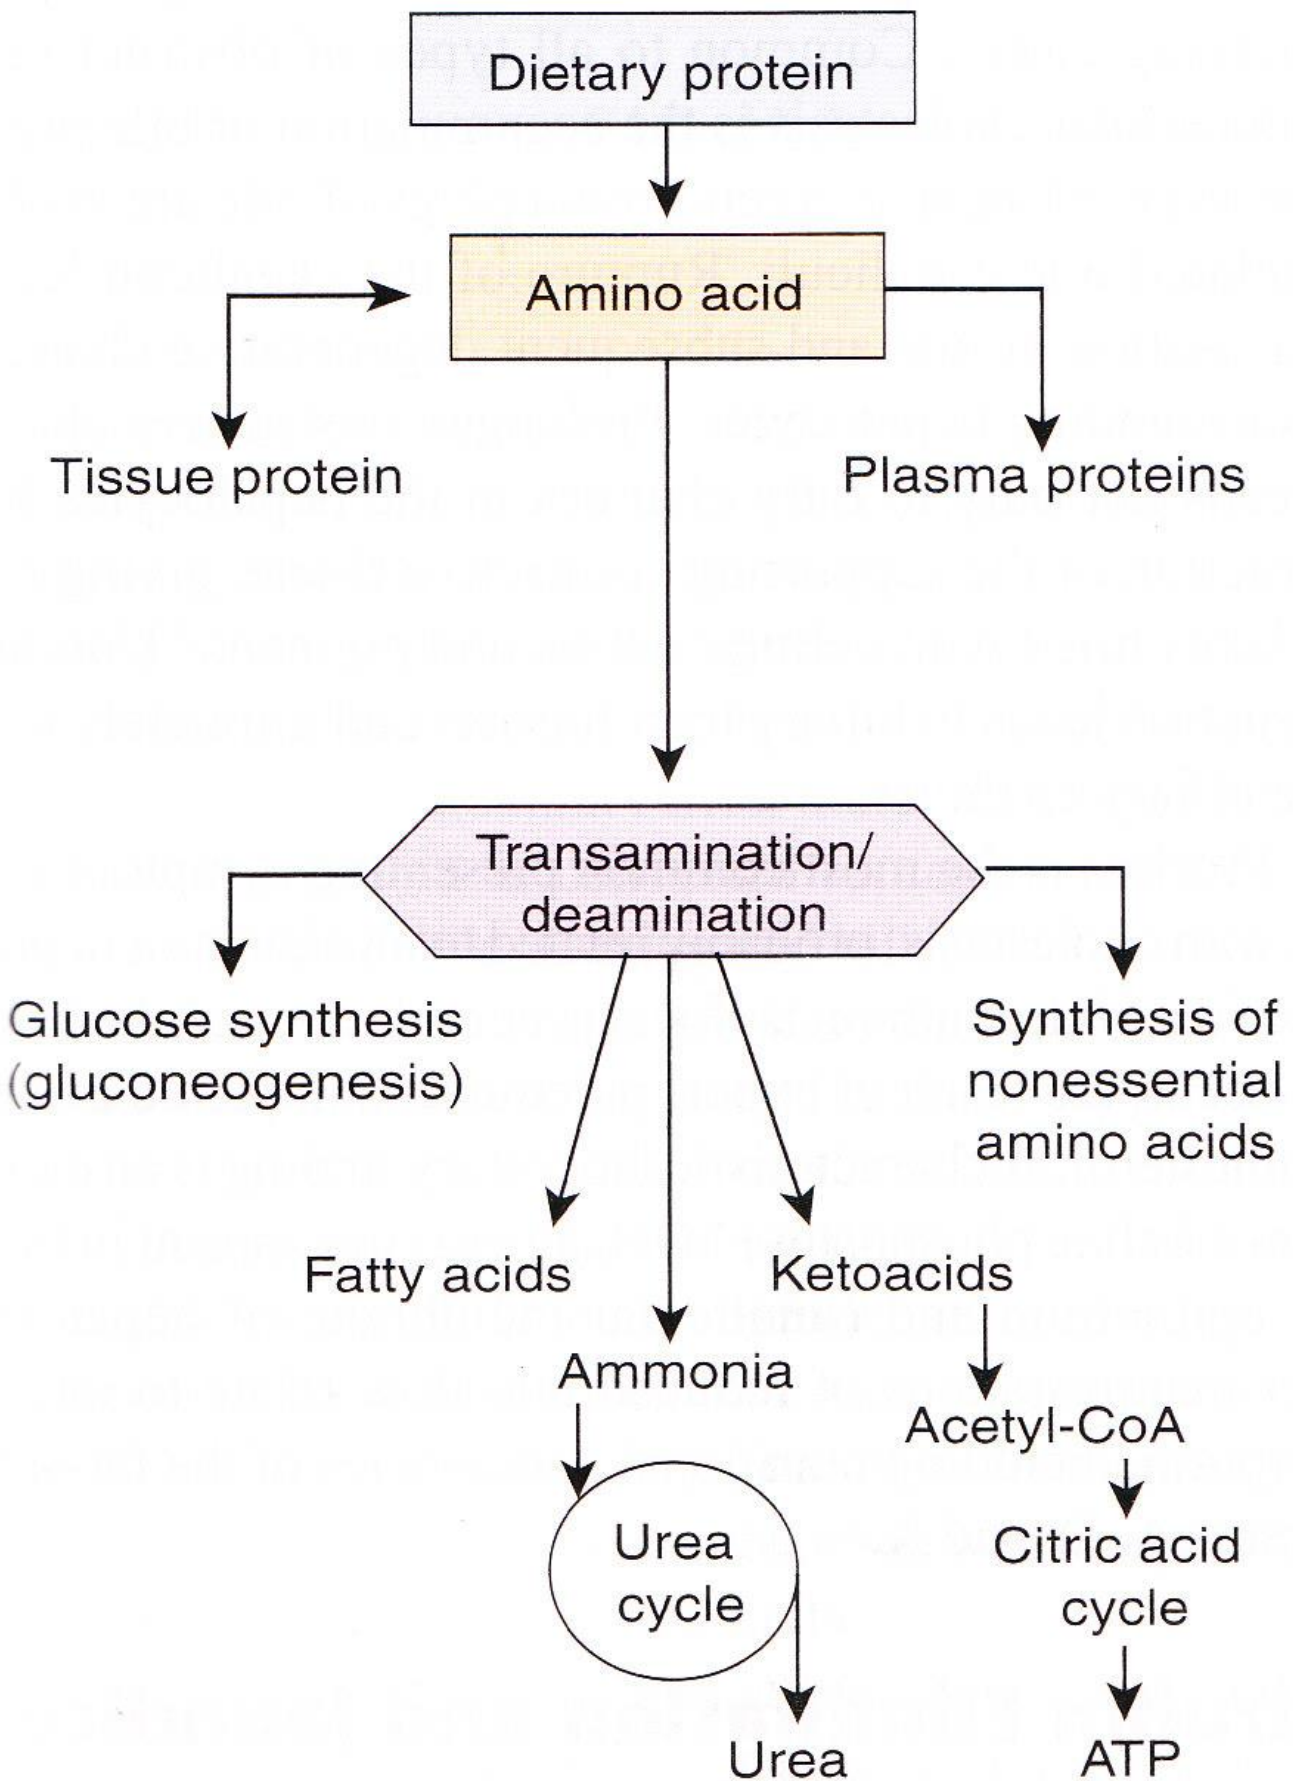 Dietary protein
Amino acid
Tissue protein
Plasma proteins
Transamination/
deamination
Glucose synthesis
(gluconeogenesis)
Synthesis of
nonessential
amino acids
Fatty acids
Ketoacids
Ammonia
Acetyl-CoA
Urea
cycle
Citric acid
cycle
Urea
ATP